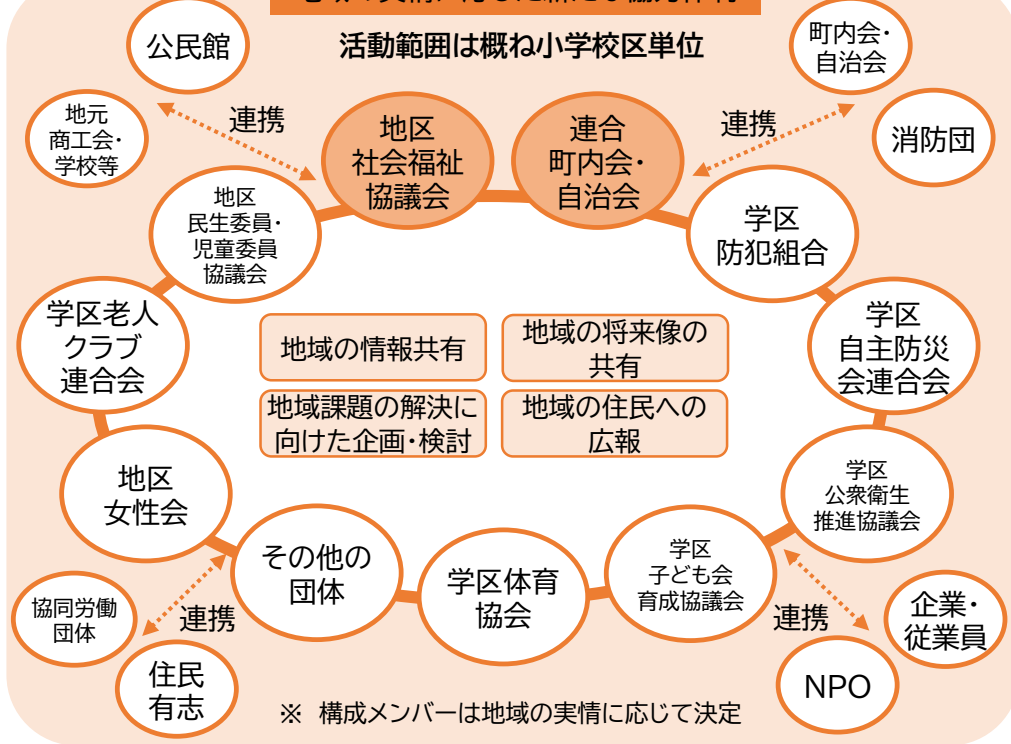 活動範囲は概ね小学校区単位
公民館
町内会・
自治会
地元
商工会・
学校等
連携
地区
社会福祉
協議会
連合
町内会・
自治会
連携
消防団
地区
民生委員・
児童委員
協議会
学区
防犯組合
学区老人
クラブ
連合会
学区
自主防災
会連合会
地域の情報共有
地域の将来像の
共有
地域課題の解決に
向けた企画・検討
地域の住民への
広報
地区
女性会
学区
公衆衛生
推進協議会
その他の
団体
学区体育
協会
学区
子ども会
育成協議会
協同労働
団体
連携
住民
有志
連携
企業・
従業員
NPO
※ 構成メンバーは地域の実情に応じて決定